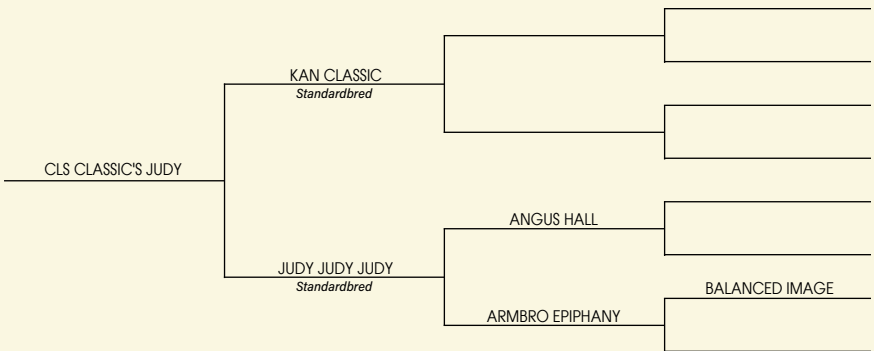 KAN CLASSIC
Standardbred
CLS CLASSIC'S JUDY
ANGUS HALL
JUDY JUDY JUDY
Standardbred
BALANCED IMAGE
ARMBRO EPIPHANY